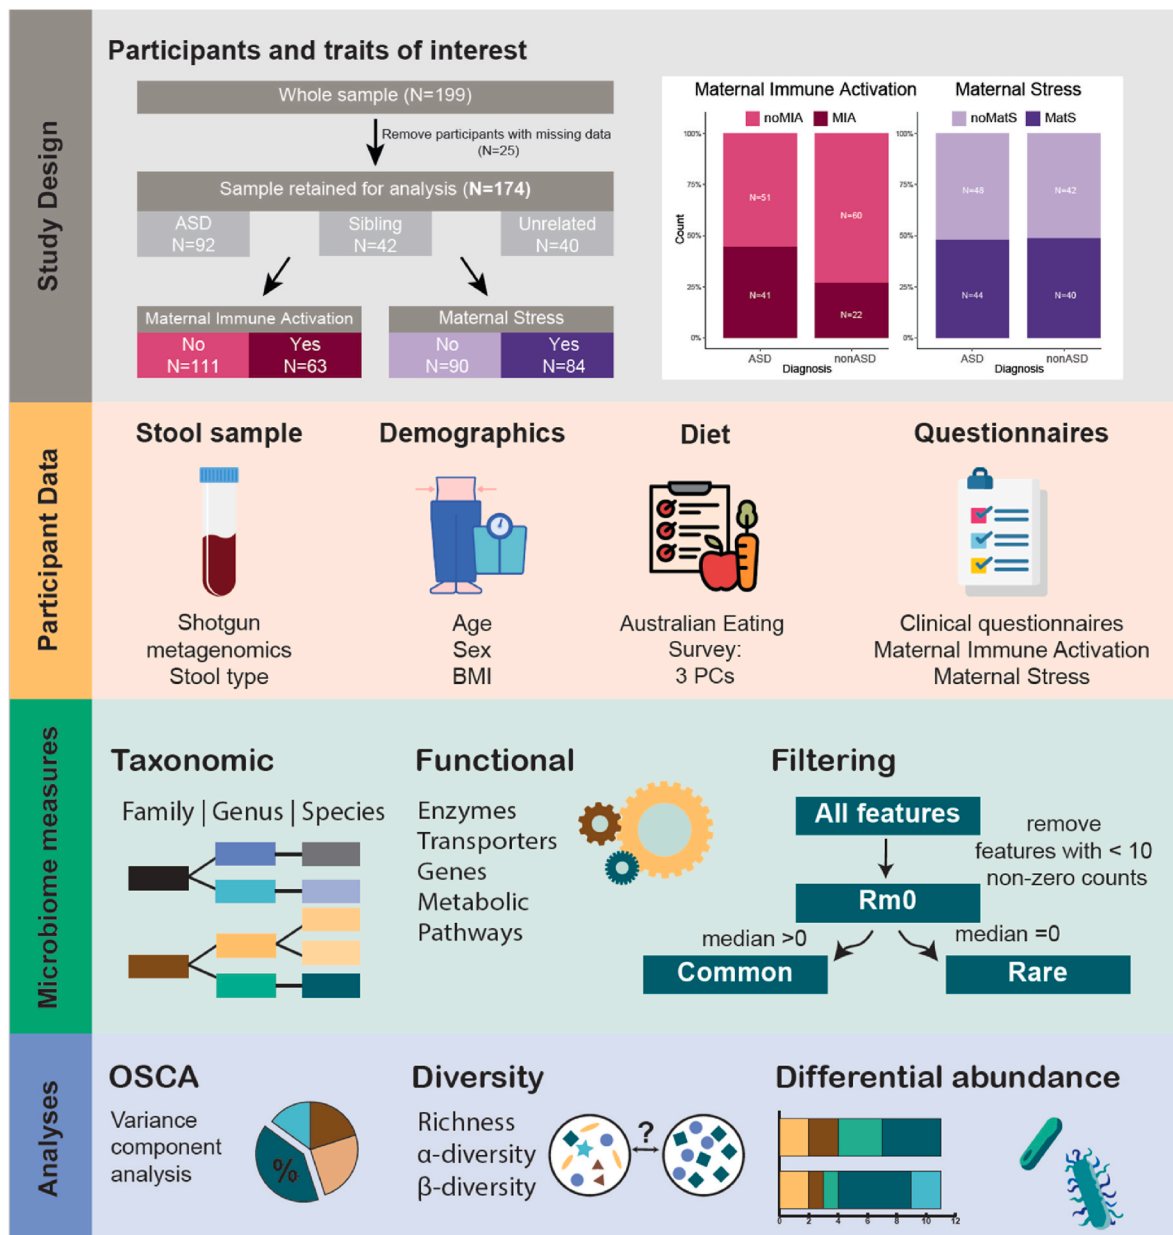 Study Design
Participants and traits of interest
Whole sample (N=199)
Remove participants with missing data
(N=25)
Sample retained for analysis (N=174)
ASD
N=92
Sibling
N=42
Unrelated
N=40
Maternal Immune Activation
No
N=111
Yes
N=63
Maternal Stress
No
N=90
Yes
N=84
Maternal Immune Activation
noMIA
MIA
Count
100%
75%
50%
25%
0%
N=51
N=41
N=60
N=22
ASD
nonASD
Diagnosis
Maternal Stress
noMatS
MatS
100%
75%
50%
25%
0%
N=48
N=44
N=42
N=40
ASD
nonASD
Diagnosis
Participant Data
Stool sample
Shotgun
metagenomics
Stool type
Demographics
Age
Sex
BMI
Diet
Australian Eating
Survey:
3 PCs
Questionnaires
Clinical questionnaires
Maternal Immune Activation
Maternal Stress
Microbiome measures
Taxonomic
Family | Genus | Species
Functional
Enzymes
Transporters
Genes
Metabolic
Pathways
Filtering
All features
remove
features with < 10
non-zero counts
Rm0
median >0
median =0
Common
Rare
Analyses
OSCA
Variance
component
analysis
%
Diversity
Richness
α-diversity
β-diversity
?
Differential abundance
0 2 4 6 8 10 12